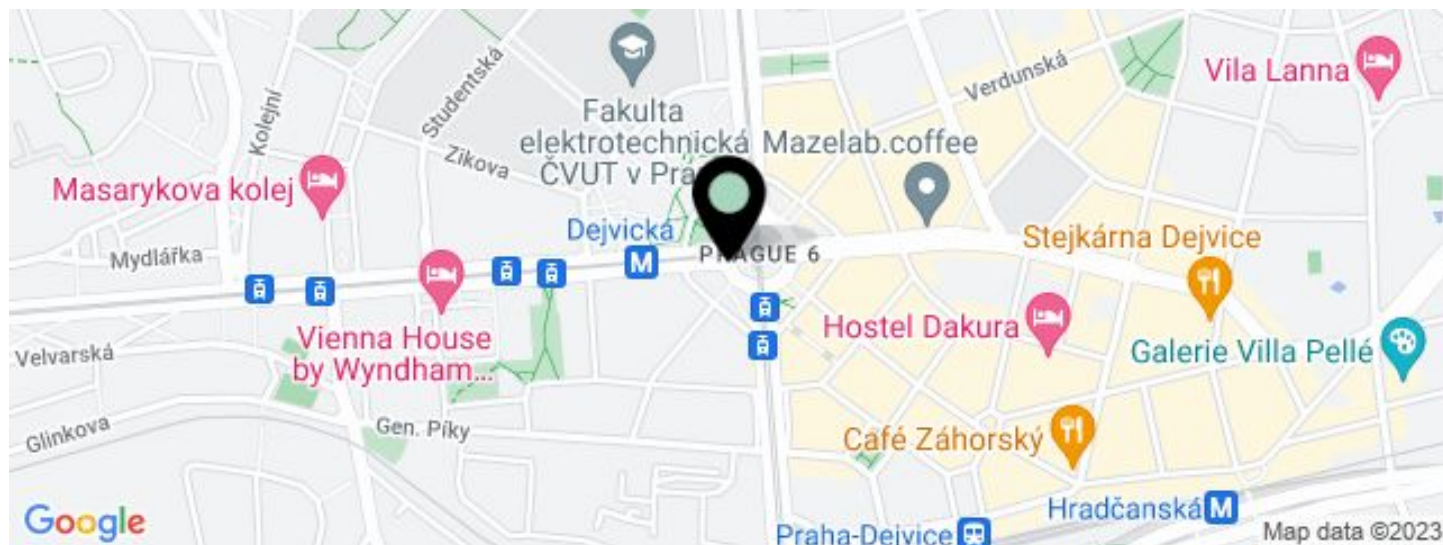 Vila Lanna
Verdunská
Studentská
Kolejní
Fakulta
elektrotechnická
ČVUT v Pra
Mazelab.coffee
Zikova
Masarykova kolej
Dejvická
M
PRAGUE 6
Stejkárna Dejvice
Mydlářka
Vienna House
by Wyndham...
Hostel Dakura
Galerie Villa Pellé
Velvarská
Glinkova
Gen. Píky
Café Záhorský
Hradčanská
M
Praha-Dejvice
Google
Map data ©2023